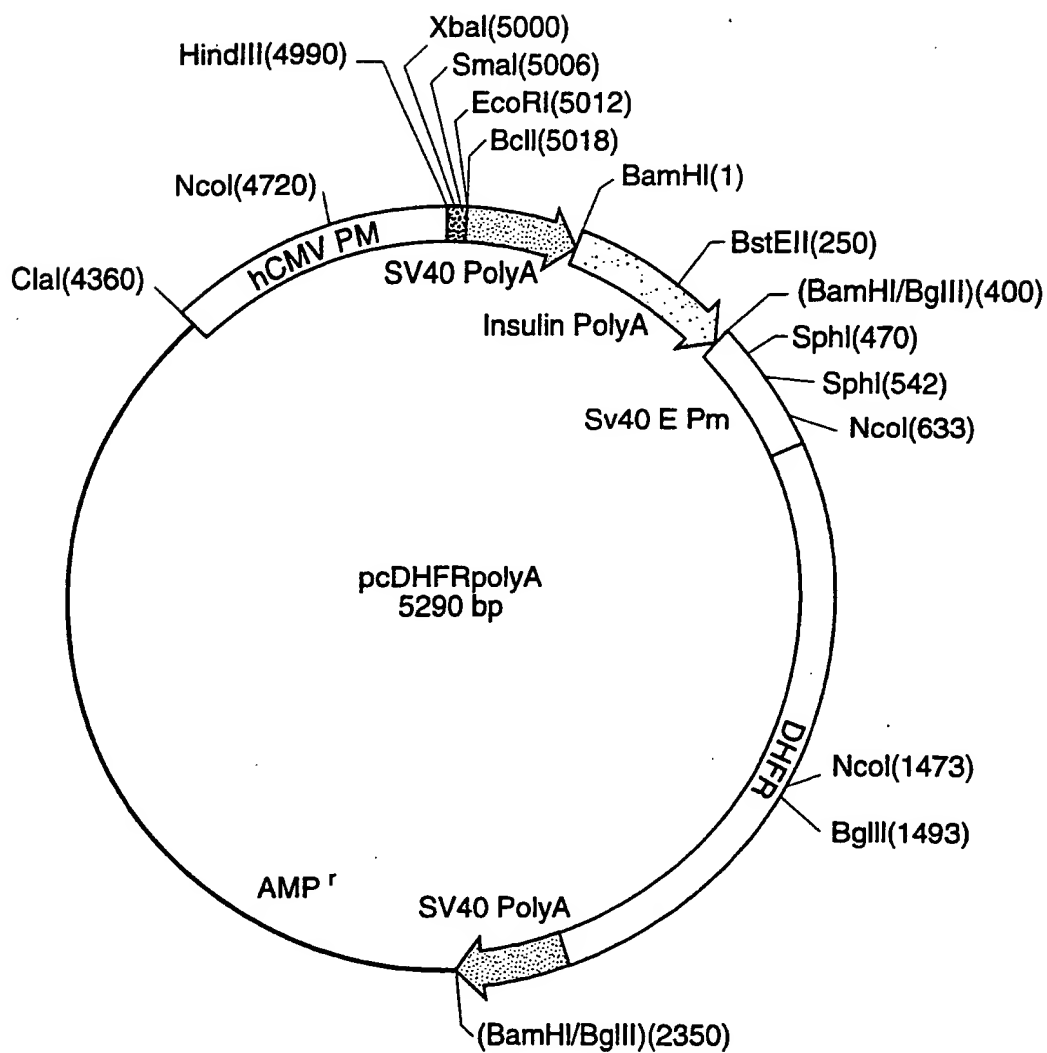 XbaI(5000)
HindIII(4990)
SmaI(5006)
EcoRI(5012)
BclI(5018)
NcoI(4720)
BamHI(1)
hCMV PM
BstEII(250)
ClaI(4360)
SV40 PolyA
(BamHI/BglII)(400)
Insulin PolyA
SphI(470)
SphI(542)
Sv40 E Pm
NcoI(633)
pcDHFRpolyA
5290 bp
DHFR
NcoI(1473)
BglII(1493)
AMP r
SV40 PolyA
(BamHI/BglII)(2350)